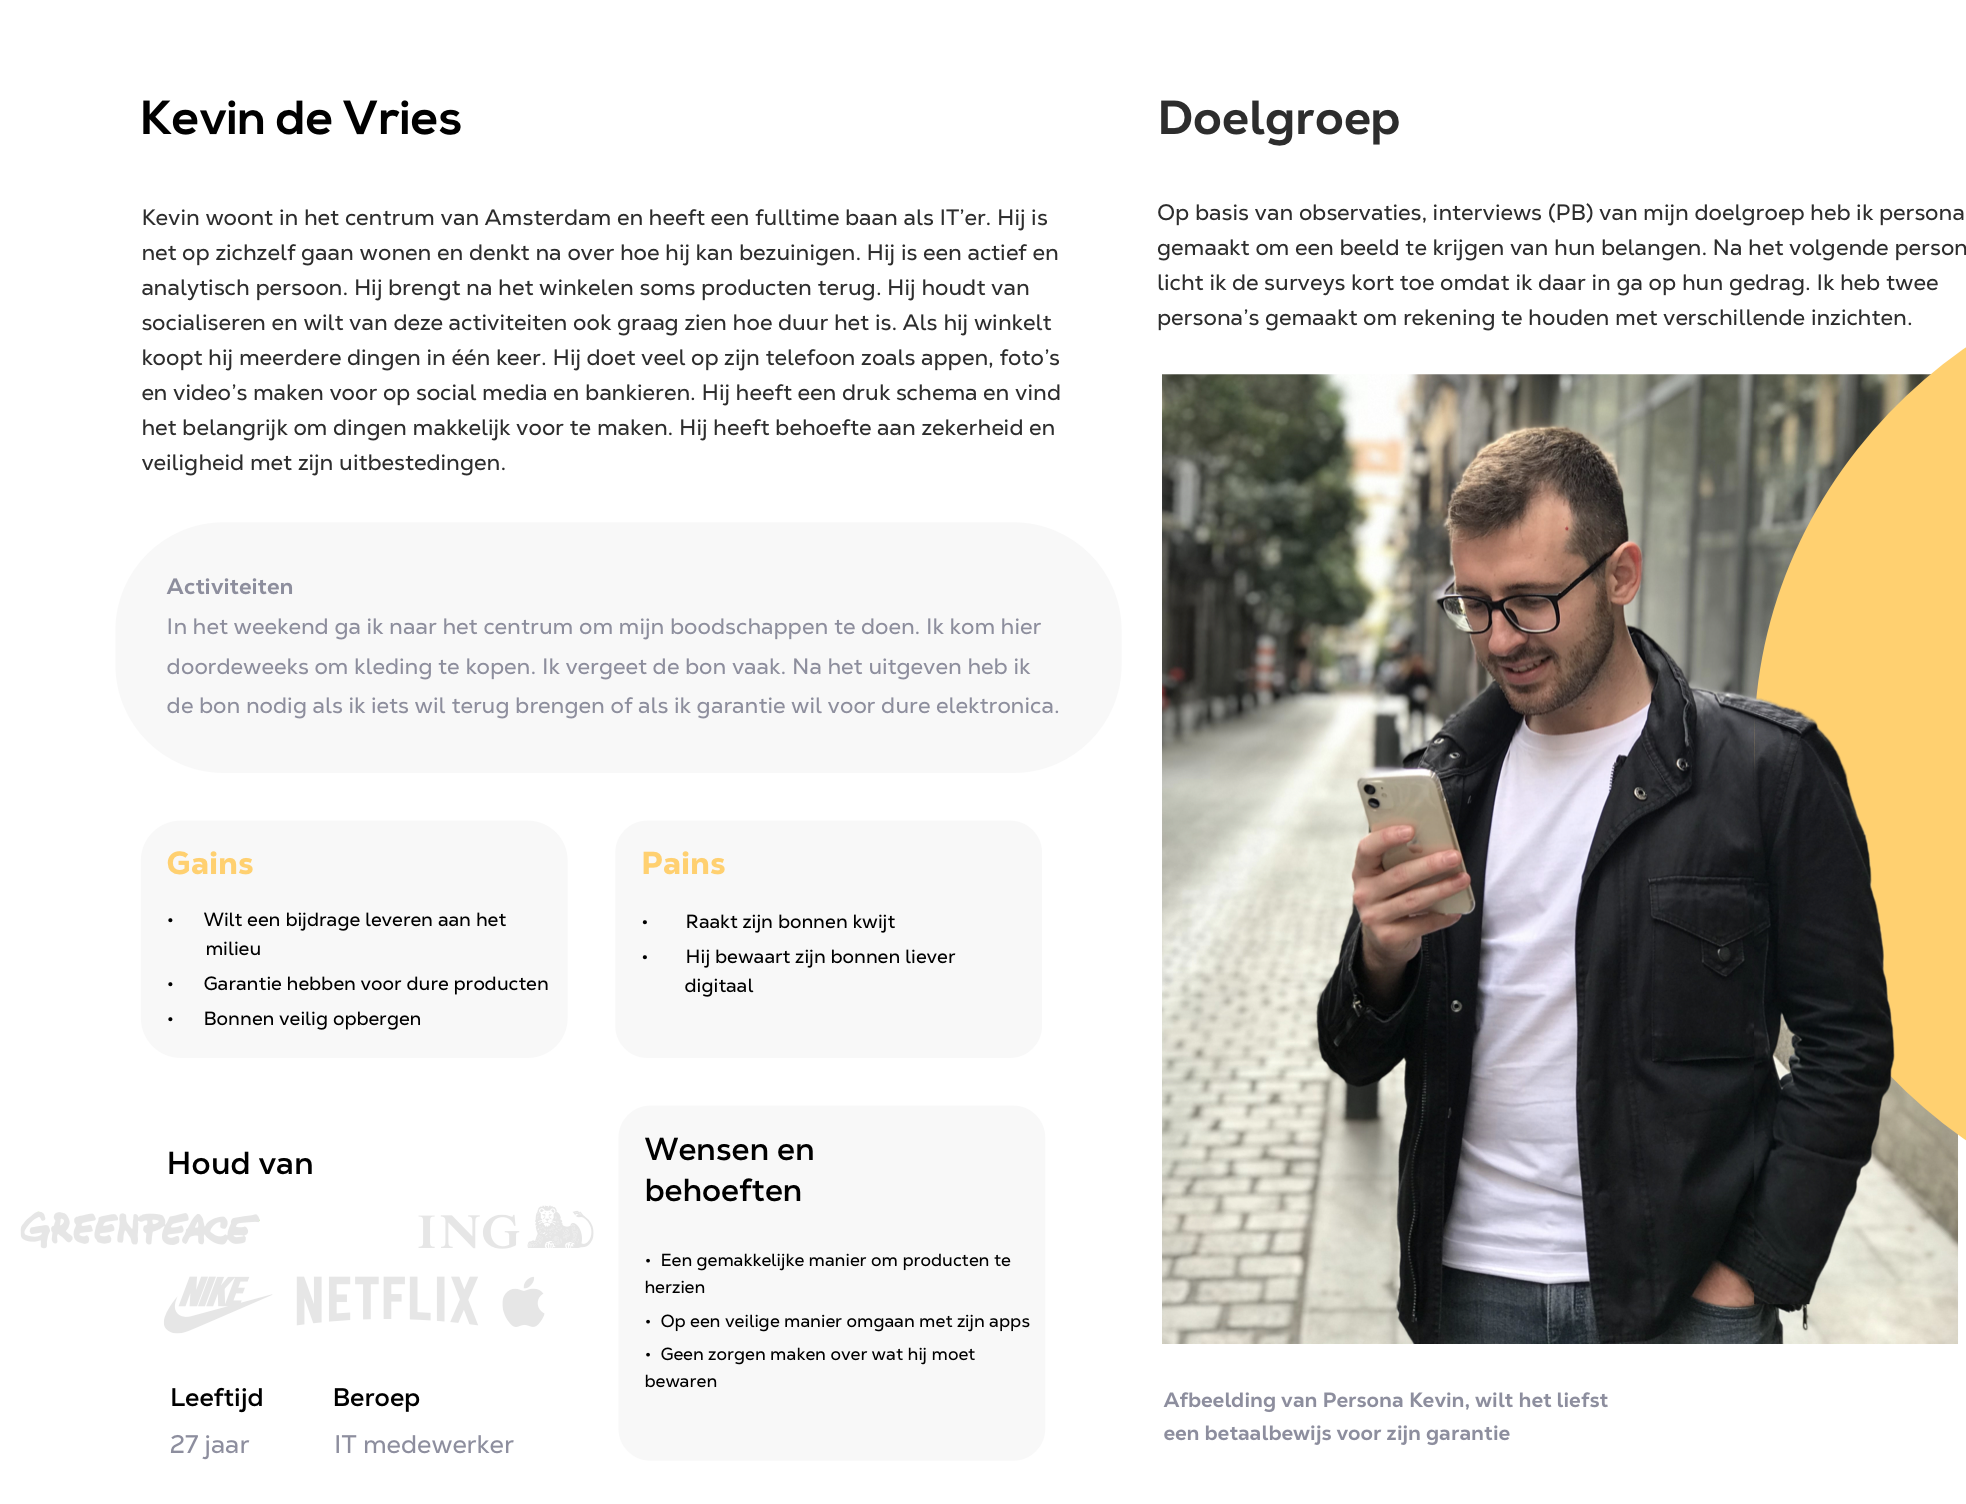 Kevin de Vries
Kevin woont in het centrum van Amsterdam en heeft een fulltime baan als IT’er. Hij is
net op zichzelf gaan wonen en denkt na over hoe hij kan bezuinigen. Hij is een actief en
analytisch persoon. Hij brengt na het winkelen soms producten terug. Hij houdt van
socialiseren en wilt van deze activiteiten ook graag zien hoe duur het is. Als hij winkelt
koopt hij meerdere dingen in één keer. Hij doet veel op zijn telefoon zoals appen, foto’s
en video’s maken voor op social media en bankieren. Hij heeft een druk schema en vind
het belangrijk om dingen makkelijk voor te maken. Hij heeft behoefte aan zekerheid en
veiligheid met zijn uitbestedingen.
Activiteiten
In het weekend ga ik naar het centrum om mijn boodschappen te doen. Ik kom hier
doordeweeks om kleding te kopen. Ik vergeet de bon vaak. Na het uitgeven heb ik
de bon nodig als ik iets wil terug brengen of als ik garantie wil voor dure elektronica.
Gains
• Wilt een bijdrage leveren aan het
milieu
• Garantie hebben voor dure producten
• Bonnen veilig opbergen
Pains
• Raakt zijn bonnen kwijt
• Hij bewaart zijn bonnen liever
digitaal
Houd van
GREENPEACE
ING
NIKE
NETFLIX
Leeftijd
27 jaar
Beroep
IT medewerker
Wensen en
behoeften
• Een gemakkelijke manier om producten te
herzien
• Op een veilige manier omgaan met zijn apps
• Geen zorgen maken over wat hij moet
bewaren
Doelgroep
Op basis van observaties, interviews (PB) van mijn doelgroep heb ik persona
gemaakt om een beeld te krijgen van hun belangen. Na het volgende person
licht ik de surveys kort toe omdat ik daar in ga op hun gedrag. Ik heb twee
persona’s gemaakt om rekening te houden met verschillende inzichten.
Afbeelding van Persona Kevin, wilt het liefst
een betaalbewijs voor zijn garantie